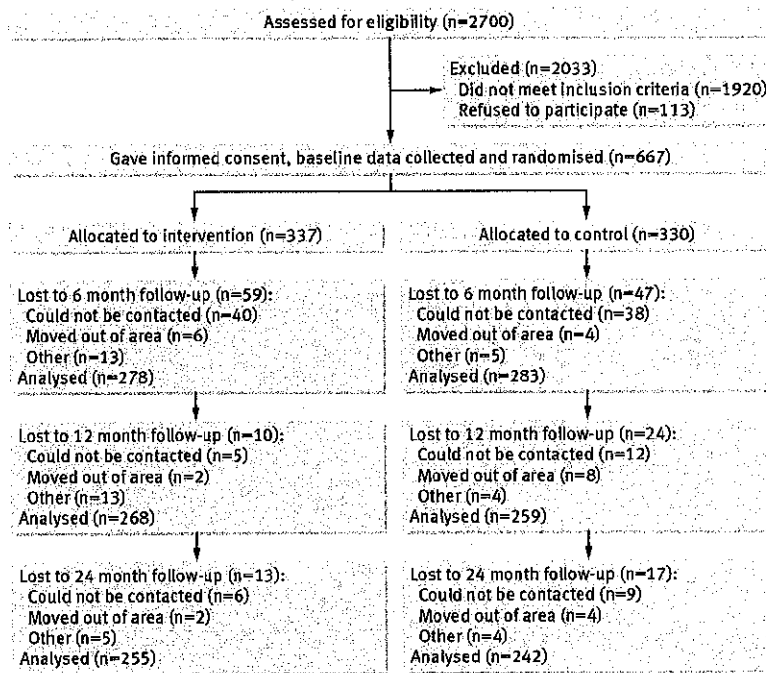 Assessed for eligibility (n=2700)
Excluded (n=2033)
Did not meet inclusion criteria (n=1920)
Refused to participate (n=113)
Gave informed consent, baseline data collected and randomised (n=667)
Allocated to intervention (n=337)
Allocated to control (n=330)
Lost to 6 month follow-up (n=59):
Could not be contacted (n=40)
Moved out of area (n=6)
Other (n=13)
Analysed (n=278)
Lost to 6 month follow-up (n=47):
Could not be contacted (n=38)
Moved out of area (n=4)
Other (n=5)
Analysed (n=283)
Lost to 12 month follow-up (n=10):
Could not be contacted (n=5)
Moved out of area (n=2)
Other (n=13)
Analysed (n=268)
Lost to 12 month follow-up (n=24):
Could not be contacted (n=12)
Moved out of area (n=8)
Other (n=4)
Analysed (n=259)
Lost to 24 month follow-up (n=13):
Could not be contacted (n=6)
Moved out of area (n=2)
Other (n=5)
Analysed (n=255)
Lost to 24 month follow-up (n=17):
Could not be contacted (n=9)
Moved out of area (n=4)
Other (n=4)
Analysed (n=242)